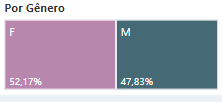 Por Gênero
F
M
52,17%
47,83%